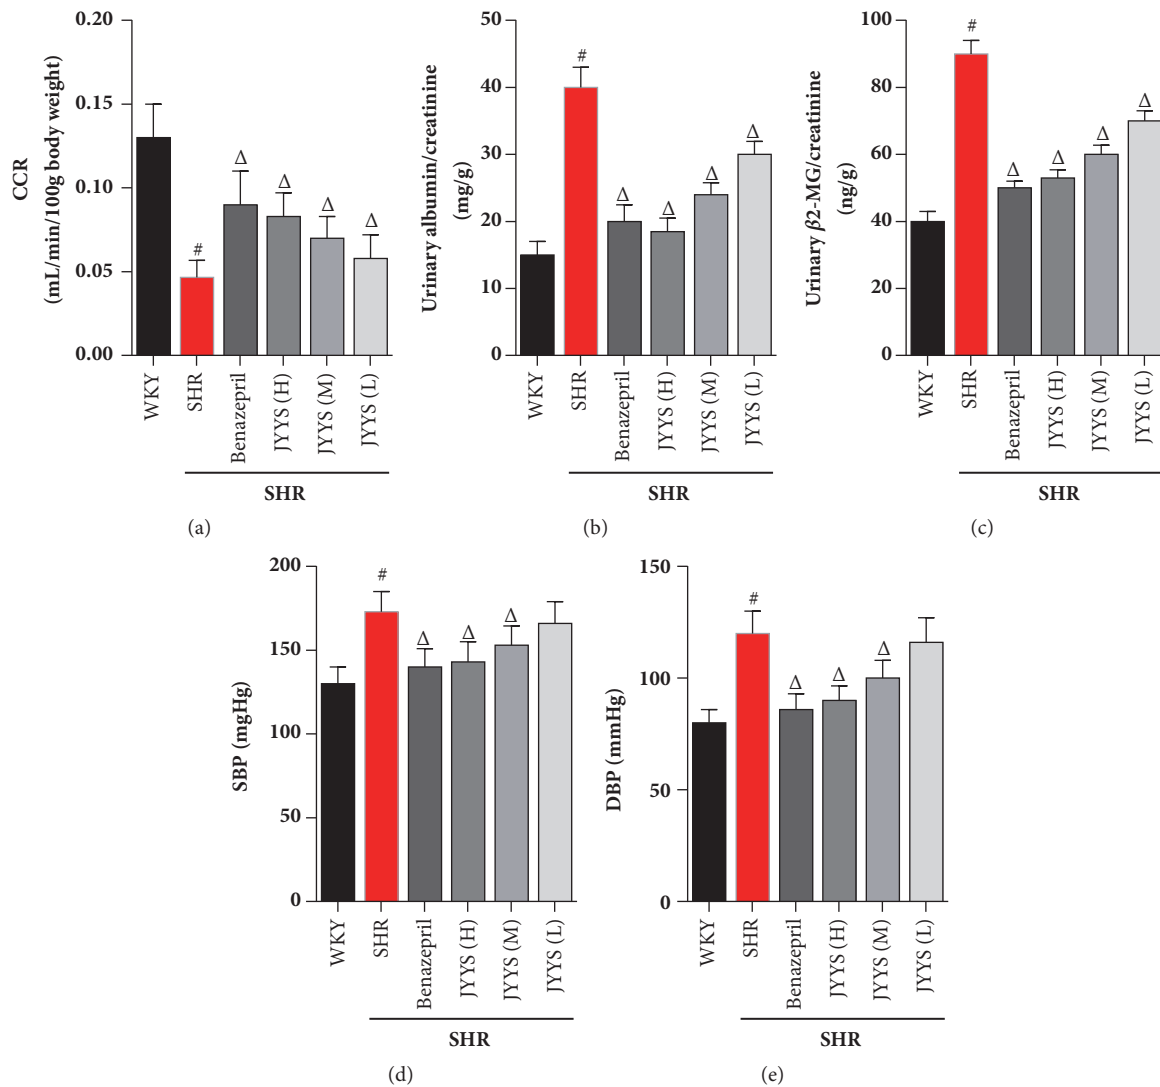 CCR
(mL/min/100g body weight)
0.20
0.15
0.10
0.05
0.00
#
Δ
Δ
Δ
Δ
WKY
SHR
Benazepril
JYYS (H)
JYYS (M)
JYYS (L)
SHR
(a)
Urinary albumin/creatinine
(mg/g)
50
40
30
20
10
0
#
Δ
Δ
Δ
Δ
WKY
SHR
Benazepril
JYYS (H)
JYYS (M)
JYYS (L)
SHR
(b)
Urinary β2-MG/creatinine
(ng/g)
100
80
60
40
20
0
#
Δ
Δ
Δ
Δ
WKY
SHR
Benazepril
JYYS (H)
JYYS (M)
JYYS (L)
SHR
(c)
SBP (mgHg)
200
150
100
50
0
#
Δ
Δ
Δ
WKY
SHR
Benazepril
JYYS (H)
JYYS (M)
JYYS (L)
SHR
(d)
DBP (mmHg)
150
100
50
0
#
Δ
Δ
Δ
WKY
SHR
Benazepril
JYYS (H)
JYYS (M)
JYYS (L)
SHR
(e)